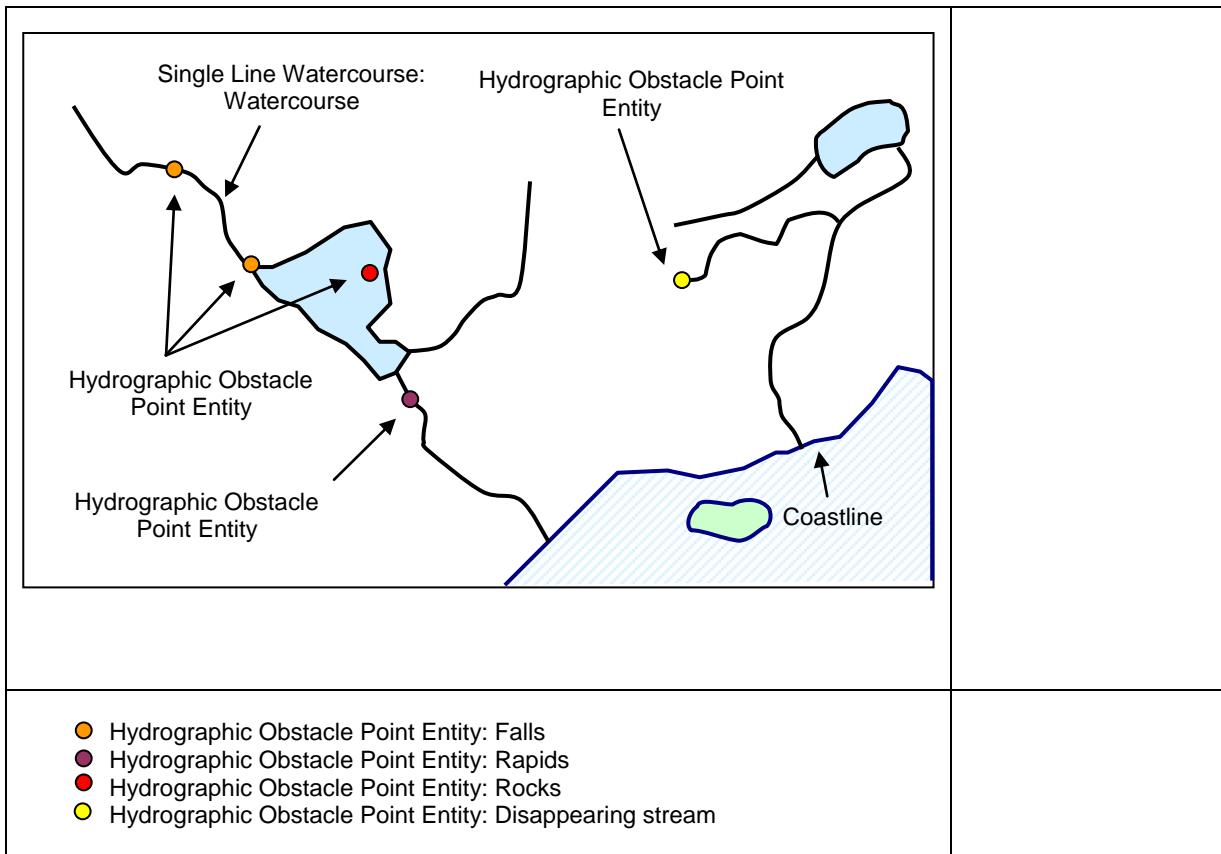 Single Line Watercourse:
Watercourse
Hydrographic Obstacle Point
Entity
Hydrographic Obstacle
Point Entity
Hydrographic Obstacle
Point Entity
Coastline
Hydrographic Obstacle Point Entity: Falls
Hydrographic Obstacle Point Entity: Rapids
Hydrographic Obstacle Point Entity: Rocks
Hydrographic Obstacle Point Entity: Disappearing stream